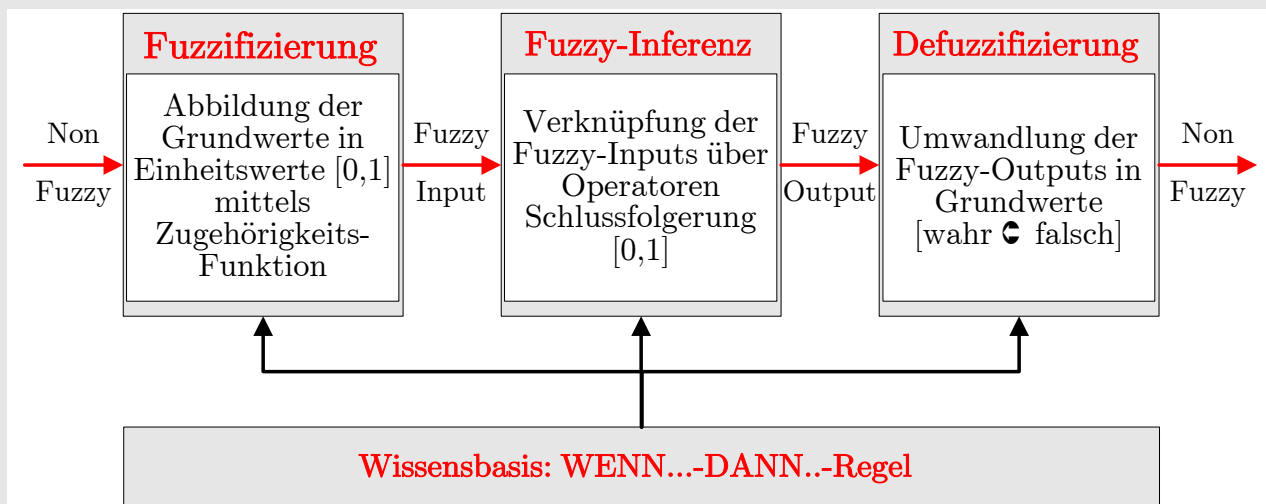 Fuzzifizierung
Abbildung der
Grundwerte in
Einheitswerte [0,1]
mittels
Zugehörigkeits-
Funktion
Fuzzy-Inferenz
Verknüpfung der
Fuzzy-Inputs über
Operatoren
Schlussfolgerung
[0,1]
Defuzzifizierung
Umwandlung der
Fuzzy-Outputs in
Grundwerte
[wahr falsch]
Non
Fuzzy
Fuzzy
Input
Fuzzy
Output
Non
Fuzzy
Wissensbasis: WENN...-DANN..-Regel